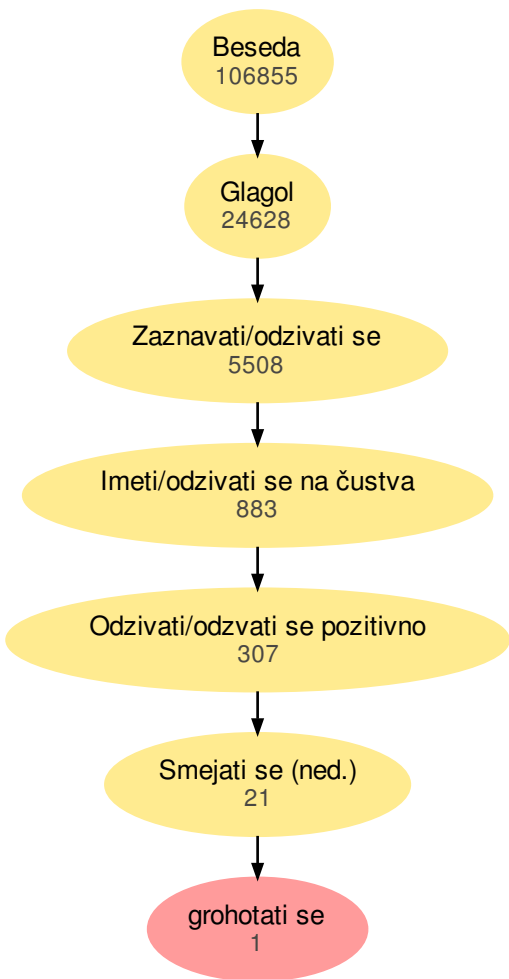 Beseda
106855
Glagol
24628
Zaznavati/odzivati se
5508
Imeti/odzivati se na čustva
883
Odzivati/odzvati se pozitivno
307
Smejati se (ned.)
21
grohotati se
1